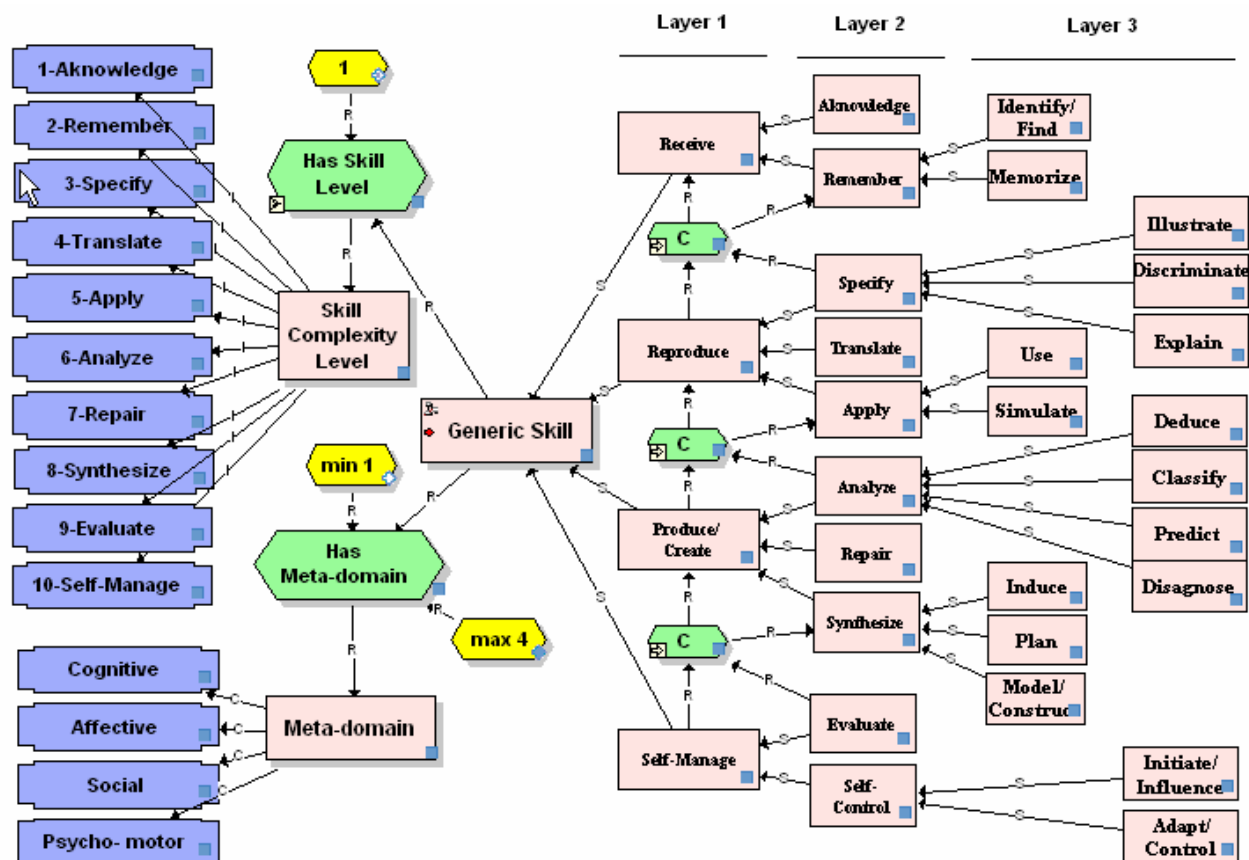 Layer 1
Layer 2
Layer 3
1-Aknowledge
2-Remember
3-Specify
4-Translate
5-Apply
6-Analyze
7-Repair
8-Synthesize
9-Evaluate
10-Self-Manage
1
R
Has Skill
Level
R
I
I
I
I
I
I
I
I
I
Skill
Complexity
Level
R
Generic Skill
min 1
R
R
Has
Meta-domain
R
max 4
R
Meta-domain
C
C
C
C
Cognitive
Affective
Social
Psycho- motor
S
S
S
S
Receive
R
C
R
Reproduce
R
C
R
Produce/
Create
R
C
R
Self-Manage
S
Aknowledge
S
Remember
R
R
S
Specify
S
Translate
S
Apply
R
R
S
Analyze
S
Repair
S
Synthesize
R
R
S
Evaluate
S
Self-
Control
S
Identify/
Find
S
Memorize
S
Illustrate
S
Discriminate
S
Explain
S
Use
S
Simulate
S
Deduce
S
Classify
S
Predict
S
Disagnose
S
Induce
S
Plan
S
Model/
Construc
S
Initiate/
Influence
S
Adapt/
Control